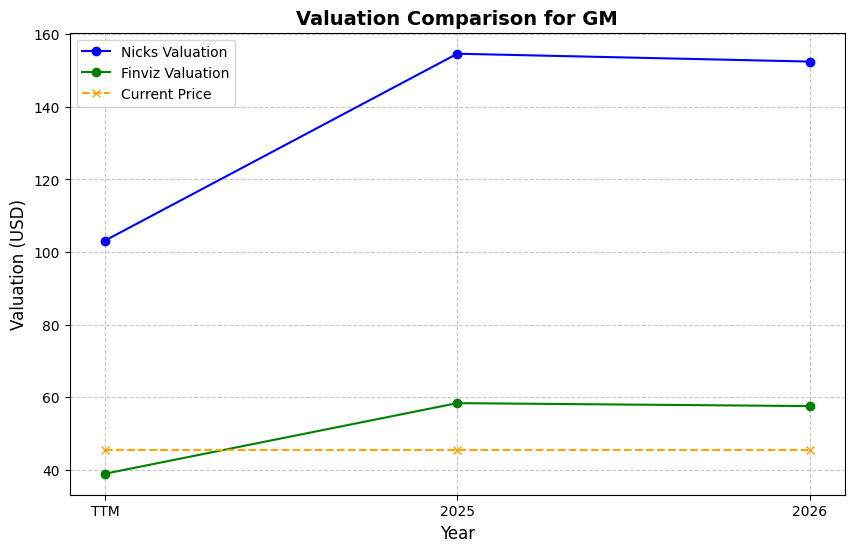 Valuation Comparison for GM
Nicks Valuation
Finviz Valuation
Current Price
Valuation (USD)
160
140
120
100
80
60
40
TTM
2025
2026
Year